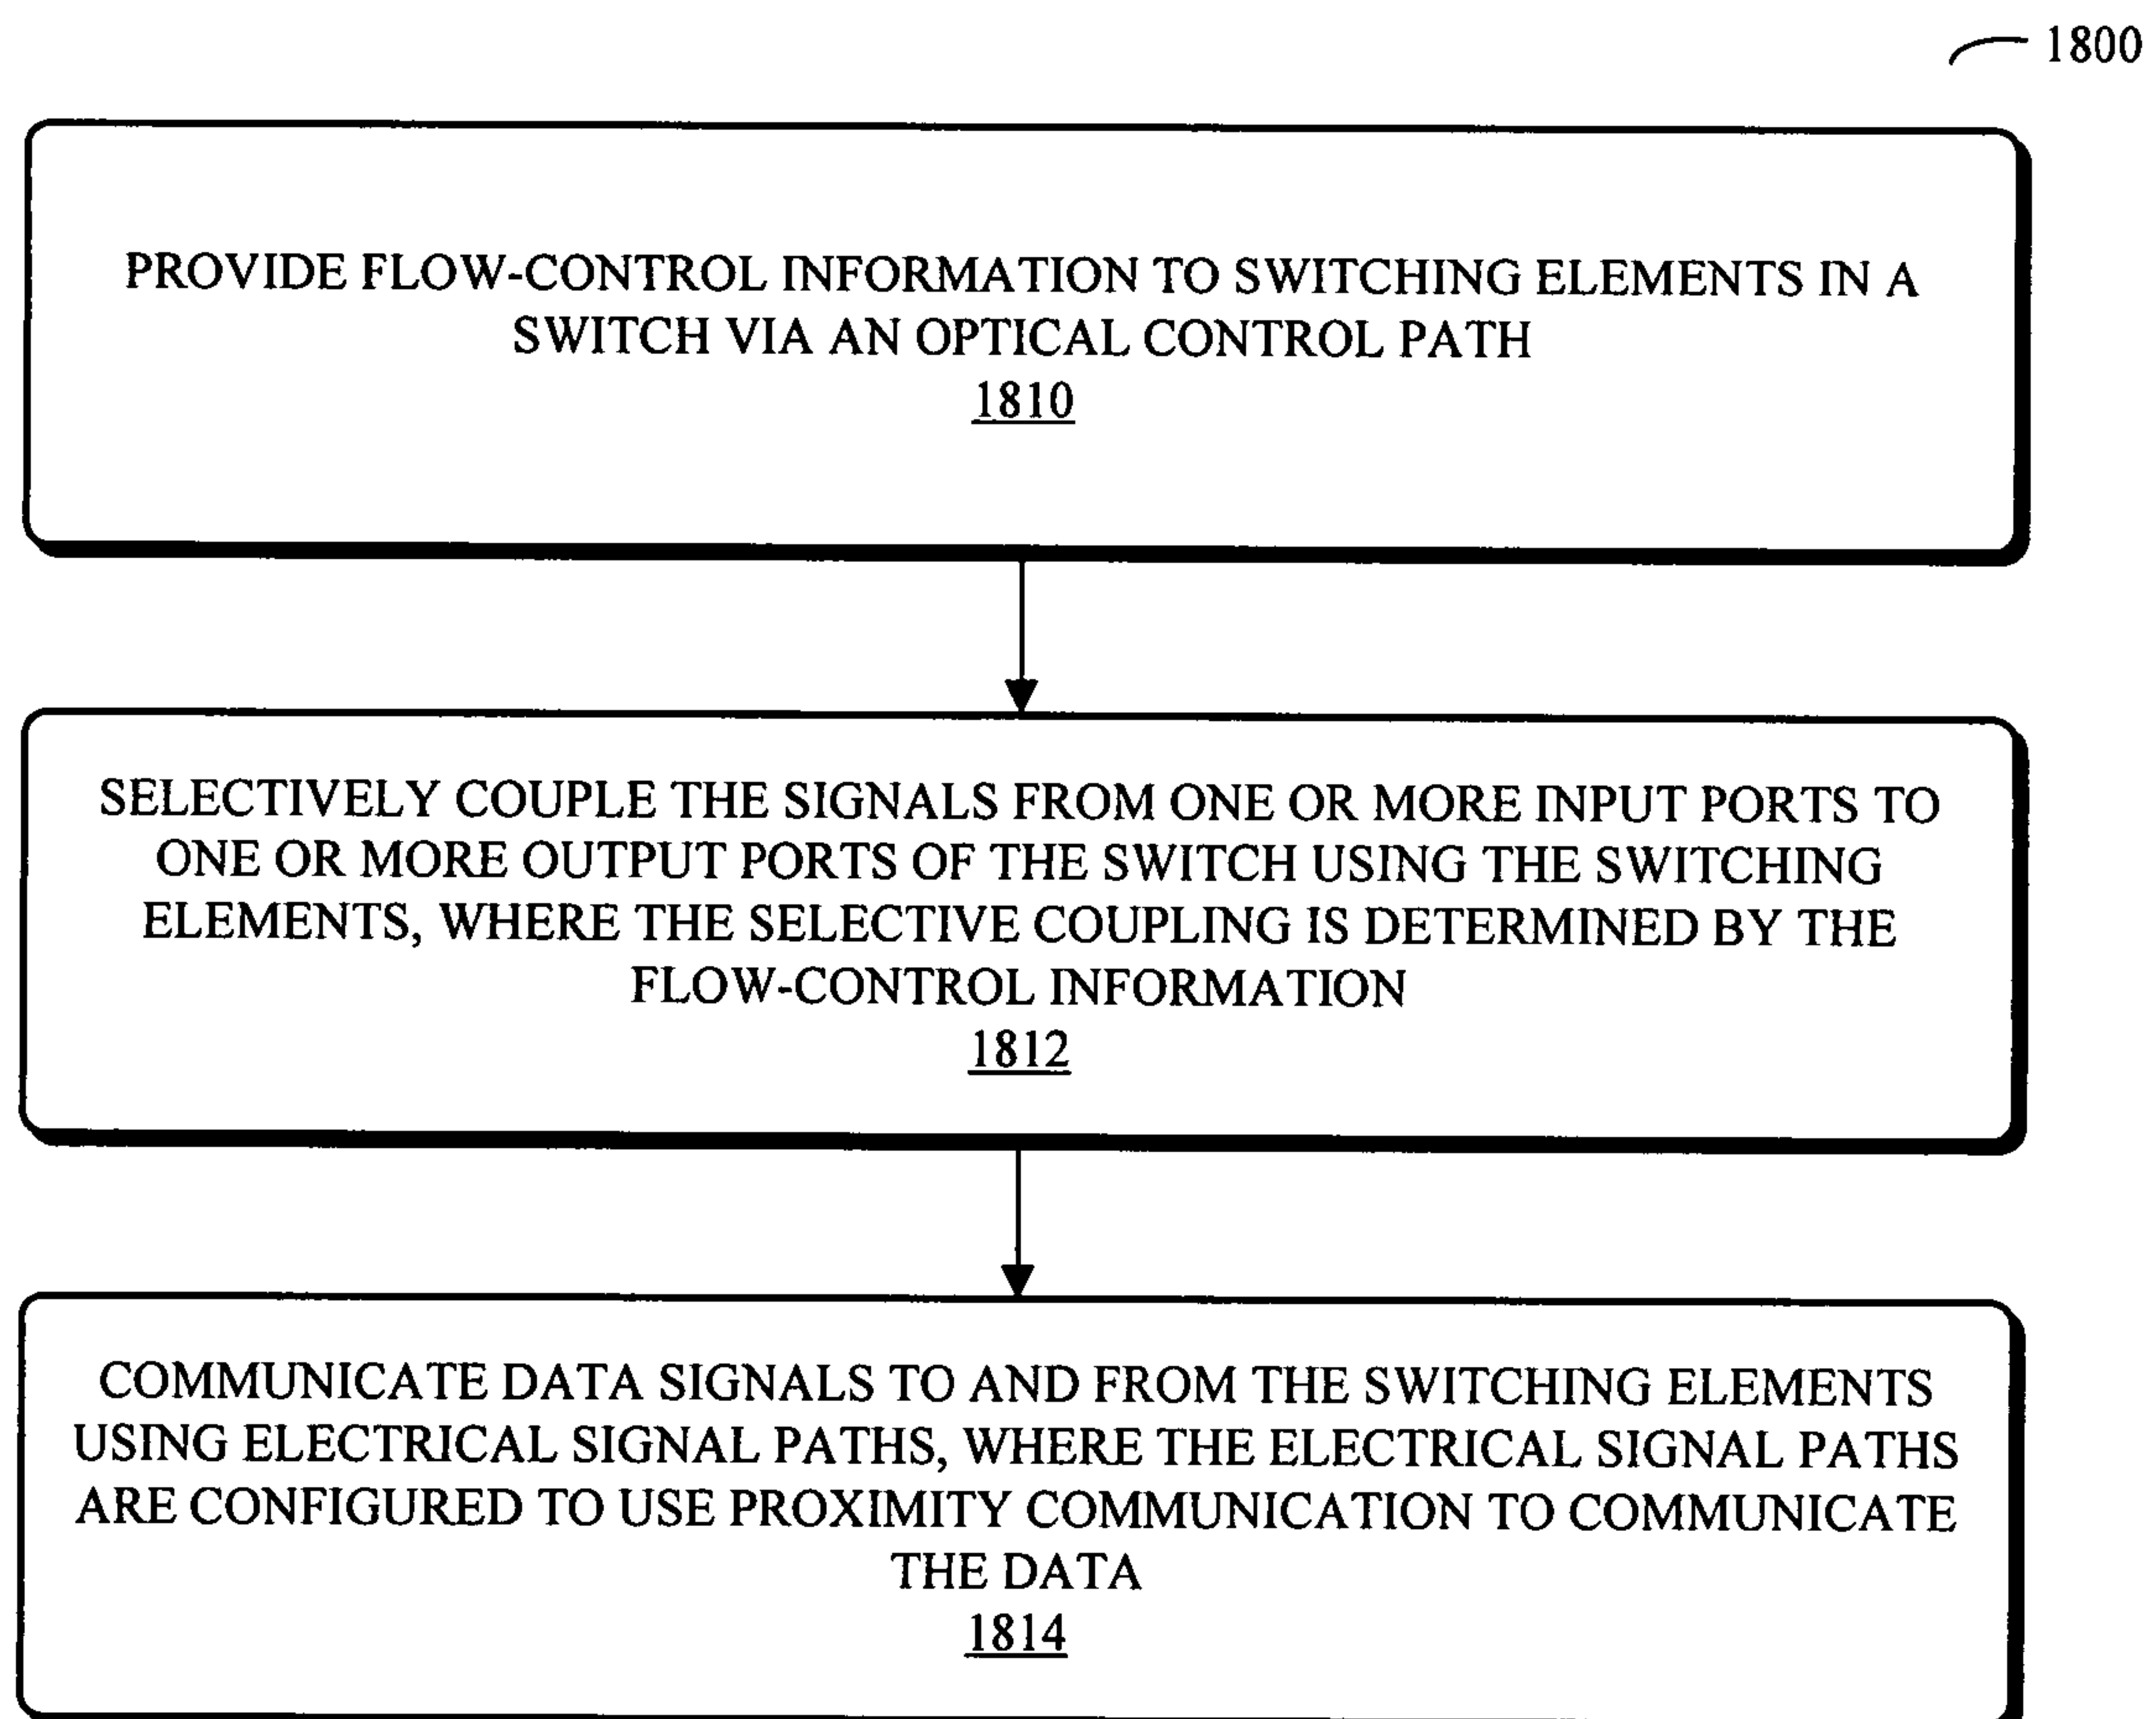 1800
PROVIDE FLOW-CONTROL INFORMATION TO SWITCHING ELEMENTS IN A
SWITCH VIA AN OPTICAL CONTROL PATH
1810
SELECTIVELY COUPLE THE SIGNALS FROM ONE OR MORE INPUT PORTS TO
ONE OR MORE OUTPUT PORTS OF THE SWITCH USING THE SWITCHING
ELEMENTS, WHERE THE SELECTIVE COUPLING IS DETERMINED BY THE
FLOW-CONTROL INFORMATION
1812
COMMUNICATE DATA SIGNALS TO AND FROM THE SWITCHING ELEMENTS
USING ELECTRICAL SIGNAL PATHS, WHERE THE ELECTRICAL SIGNAL PATHS
ARE CONFIGURED TO USE PROXIMITY COMMUNICATION TO COMMUNICATE
THE DATA
1814